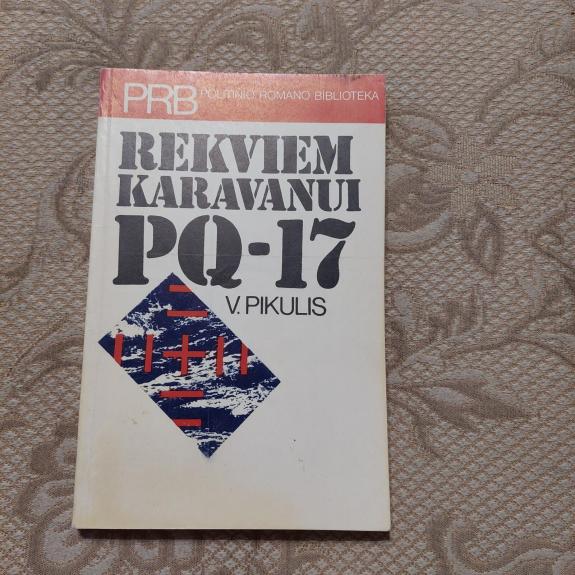 PRB POLITINIO ROMANO BIBLIOTEKA
REKVIEM
KARAVANUI
PQ-17
V. PIKULIS